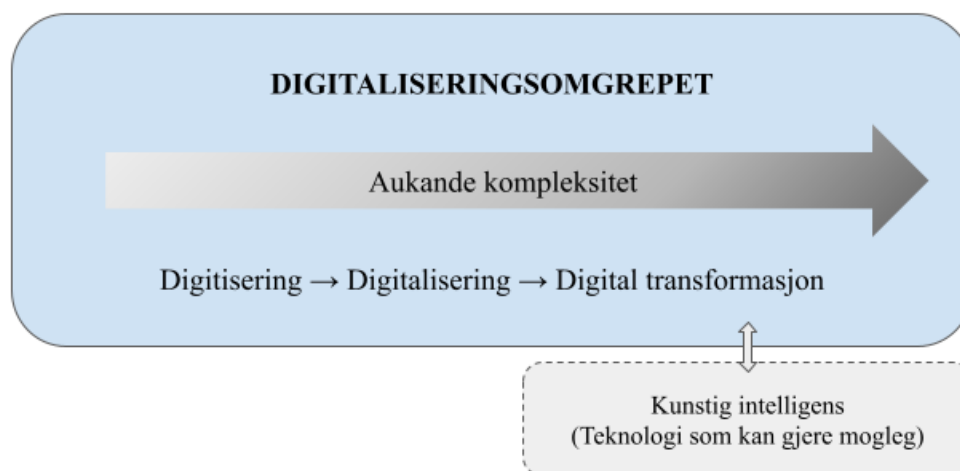 DIGITALISERINGSOMGREPET
Aukande kompleksitet
Digitisering → Digitalisering → Digital transformasjon
Kunstig intelligens
(Teknologi som kan gjere mogleg)